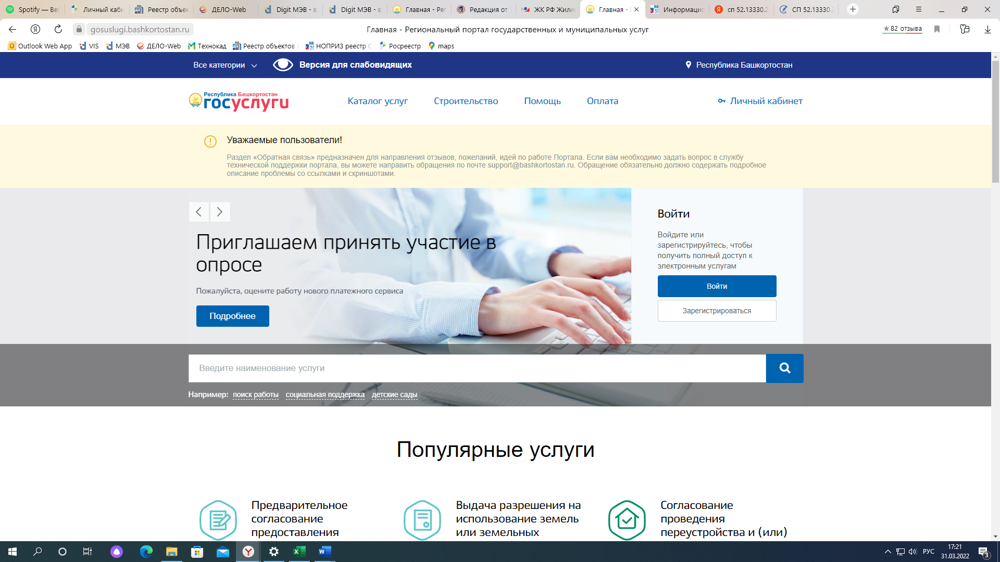 Spotify — Веб
Личный каби
Реестр объек
ДЕЛО-Web
Digit МЭВ - в
Digit МЭВ - в
Главная - Рег
Редакция от
ЖК РФ Жили
Главная -
Информацио
сп 52.13330.2
СП 52.13330.2
gosuslugi.bashkortostan.ru
Главная - Региональный портал государственных и муниципальных услуг
82 отзыва
Outlook Web App
VIS
МЭВ
ДЕЛО-Web
Технокад
Реестр объектов
НОПРИЗ реестр
Росреестр
maps
Все категории
Версия для слабовидящих
Республика Башкортостан
Республика Башкортостан
госуслуги
Каталог услуг
Строительство
Помощь
Оплата
Личный кабинет
Уважаемые пользователи!
Раздел «Обратная связь» предназначен для направления отзывов, пожеланий, идей по работе Портала. Если вам необходимо задать вопрос в службу
технической поддержки портала, вы можете направить обращения по почте support@bashkortostan.ru. Обращение обязательно должно содержать подробное
описание проблемы со ссылками и скриншотами.
Приглашаем принять участие в
опросе
Пожалуйста, оцените работу нового платежного сервиса
Подробнее
Войти
Войдите или
зарегистрируйтесь, чтобы
получить полный доступ к
электронным услугам
Войти
Зарегистрироваться
Введите наименование услуги
Например: поиск работы социальная поддержка детские сады
Популярные услуги
Предварительное
согласование
предоставления
Выдача разрешения на
использование земель
или земельных
Согласование
проведения
переустройства и (или)
РУС
17:21
31.03.2022
3